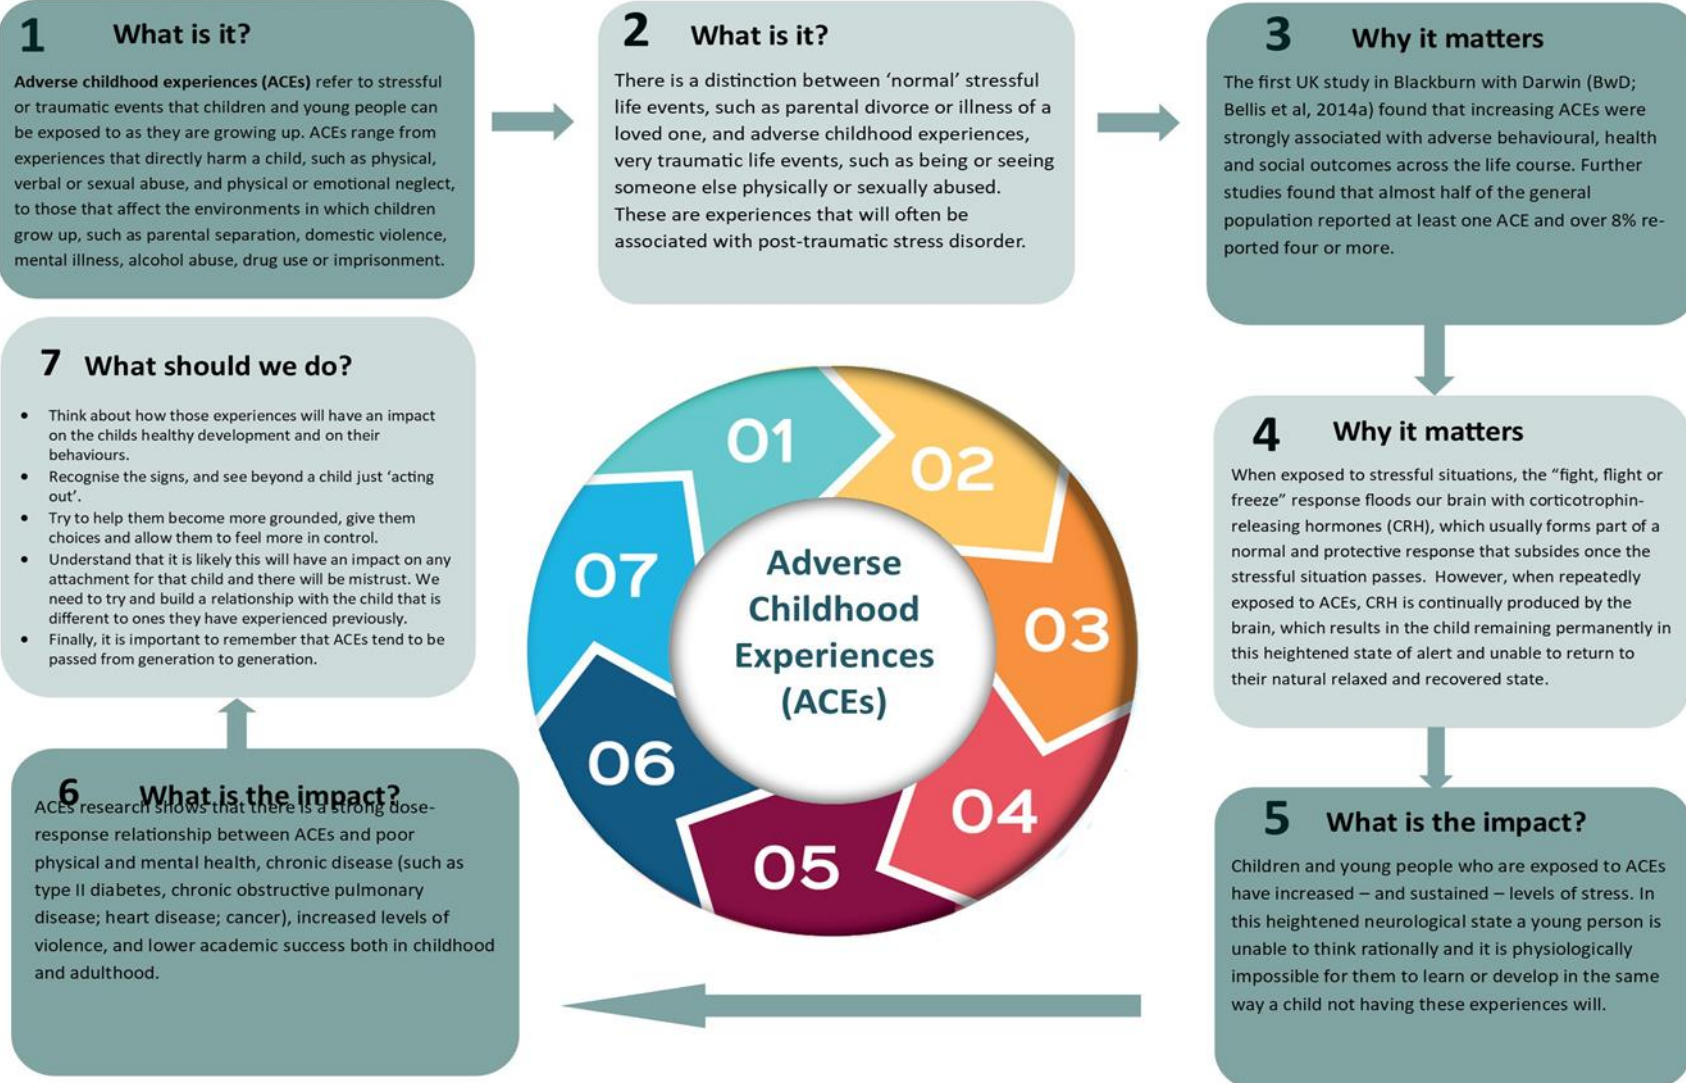 1 What is it?
Adverse childhood experiences (ACEs) refer to stressful
or traumatic events that children and young people can
be exposed to as they are growing up. ACEs range from
experiences that directly harm a child, such as physical,
verbal or sexual abuse, and physical or emotional neglect,
to those that affect the environments in which children
grow up, such as parental separation, domestic violence,
mental illness, alcohol abuse, drug use or imprisonment.
2 What is it?
There is a distinction between ‘normal’ stressful
life events, such as parental divorce or illness of a
loved one, and adverse childhood experiences,
very traumatic life events, such as being or seeing
someone else physically or sexually abused.
These are experiences that will often be
associated with post-traumatic stress disorder.
3 Why it matters
The first UK study in Blackburn with Darwin (BwD;
Bellis et al, 2014a) found that increasing ACEs were
strongly associated with adverse behavioural, health
and social outcomes across the life course. Further
studies found that almost half of the general
population reported at least one ACE and over 8% re-
ported four or more.
4 Why it matters
When exposed to stressful situations, the “fight, flight or
freeze” response floods our brain with corticotrophin-
releasing hormones (CRH), which usually forms part of a
normal and protective response that subsides once the
stressful situation passes. However, when repeatedly
exposed to ACEs, CRH is continually produced by the
brain, which results in the child remaining permanently in
this heightened state of alert and unable to return to
their natural relaxed and recovered state.
5 What is the impact?
Children and young people who are exposed to ACEs
have increased – and sustained – levels of stress. In
this heightened neurological state a young person is
unable to think rationally and it is physiologically
impossible for them to learn or develop in the same
way a child not having these experiences will.
6 What is the impact?
ACEs research shows that there is a strong dose-
response relationship between ACEs and poor
physical and mental health, chronic disease (such as
type II diabetes, chronic obstructive pulmonary
disease; heart disease; cancer), increased levels of
violence, and lower academic success both in childhood
and adulthood.
7 What should we do?
• Think about how those experiences will have an impact
on the childs healthy development and on their
behaviours.
• Recognise the signs, and see beyond a child just ‘acting
out’.
• Try to help them become more grounded, give them
choices and allow them to feel more in control.
• Understand that it is likely this will have an impact on any
attachment for that child and there will be mistrust. We
need to try and build a relationship with the child that is
different to ones they have experienced previously.
• Finally, it is important to remember that ACEs tend to be
passed from generation to generation.
01
02
03
04
05
06
07
Adverse
Childhood
Experiences
(ACEs)